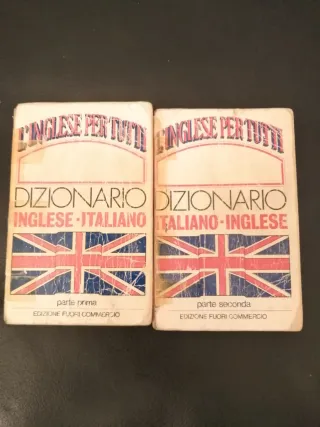 L'INGLESE PER TUTTI
DIZIONARIO
INGLESE-ITALIANO
parte prima
EDIZIONE FUORI COMMERCIO
L'INGLESE PER TUTTI
DIZIONARIO
ITALIANO-INGLESE
parte seconda
EDIZIONE FUORI COMMERCIO